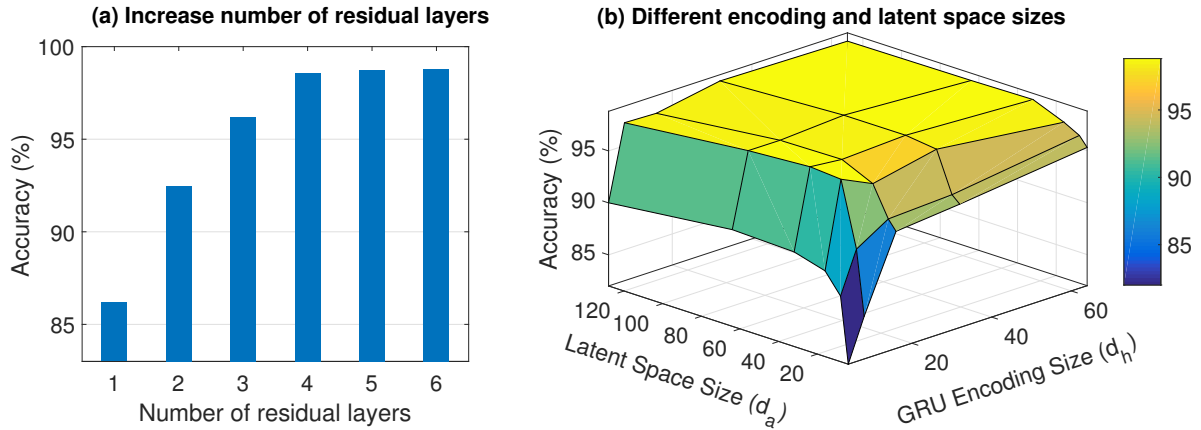 (a) Increase number of residual layers
100
95
90
85
Accuracy (%)
1 2 3 4 5 6
Number of residual layers
(b) Different encoding and latent space sizes
95
90
85
Accuracy (%)
120 100 80 60 40 20
Latent Space Size (d_a)
20 40 60
GRU Encoding Size (d_h)
95
90
85